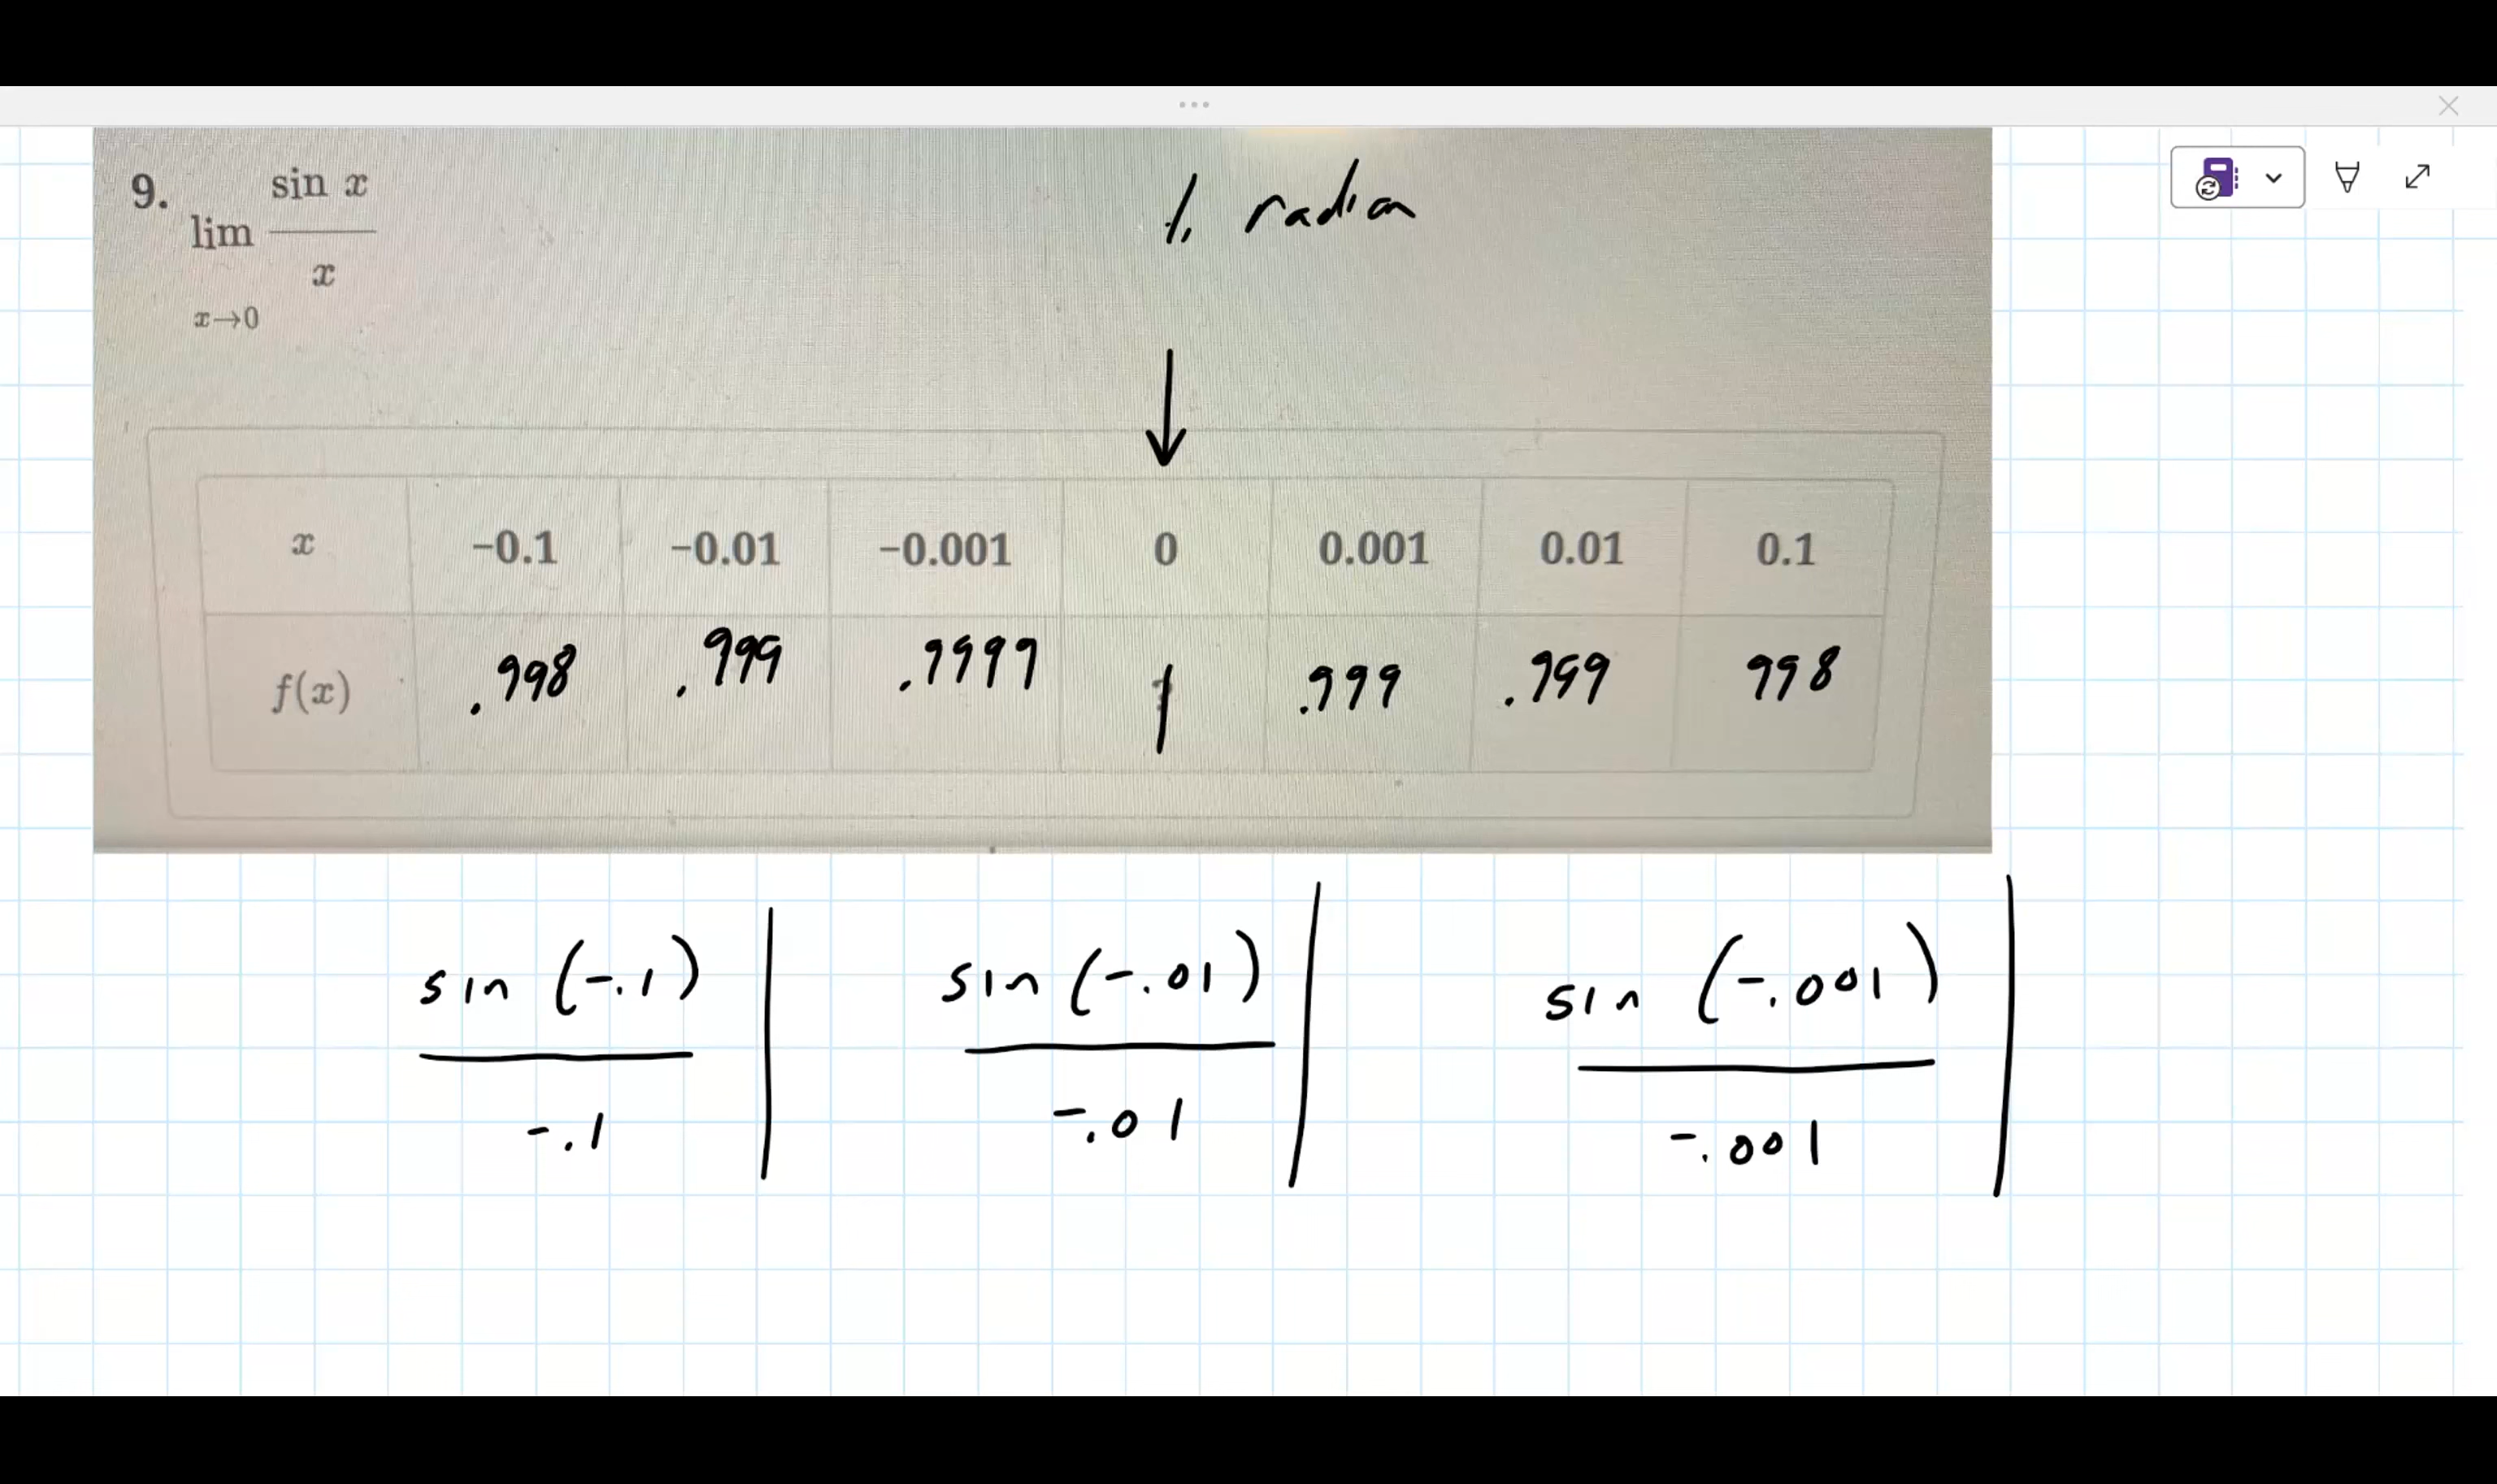 9. lim x→0 sin x / x
1. radian
x −0.1 −0.01 −0.001 0 0.001 0.01 0.1
f(x) .998 .999 .9999 1 .999 .999 998
sin (-.1) / -.1 | sin (-.01) / -.01 | sin (-.001) / -.001 |